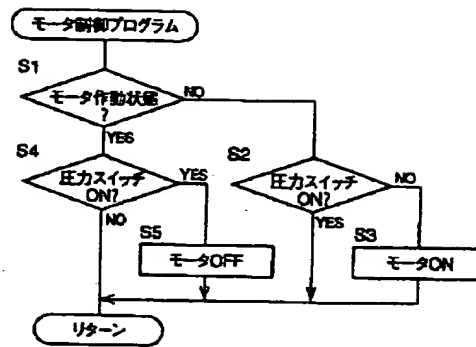 モータ制御プログラム
S1
モータ作動状態
?
NO
YES
S4
圧力スイッチ
ON?
YES
NO
S2
圧力スイッチ
ON?
NO
YES
S5
モータOFF
S3
モータON
リターン